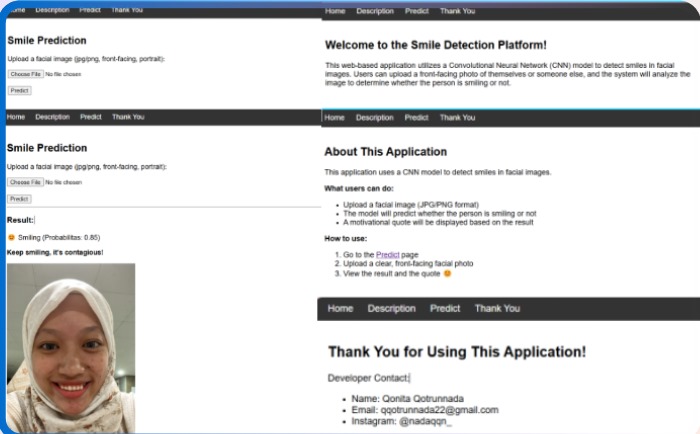 Home Description Predict Thank You
Smile Prediction
Upload a facial image (jpg/png, front-facing, portrait):
Choose File No file chosen
Predict
Home Description Predict Thank You
Smile Prediction
Upload a facial image (jpg/png, front-facing, portrait):
Choose File No file chosen
Predict
Result:
Smiling (Probabilitas: 0.85)
Keep smiling, it's contagious!
Home Description Predict Thank You
Welcome to the Smile Detection Platform!
This web-based application utilizes a Convolutional Neural Network (CNN) model to detect smiles in facial
images. Users can upload a front-facing photo of themselves or someone else, and the system will analyze the
image to determine whether the person is smiling or not.
Home Description Predict Thank You
About This Application
This application uses a CNN model to detect smiles in facial images.
What users can do:
• Upload a facial image (JPG/PNG format)
• The model will predict whether the person is smiling or not
• A motivational quote will be displayed based on the result
How to use:
1. Go to the Predict page
2. Upload a clear, front-facing facial photo
3. View the result and the quote
Home Description Predict Thank You
Thank You for Using This Application!
Developer Contact:
• Name: Qonita Qotrunnada
• Email: qqotrunnada22@gmail.com
• Instagram: @nadaqqn_